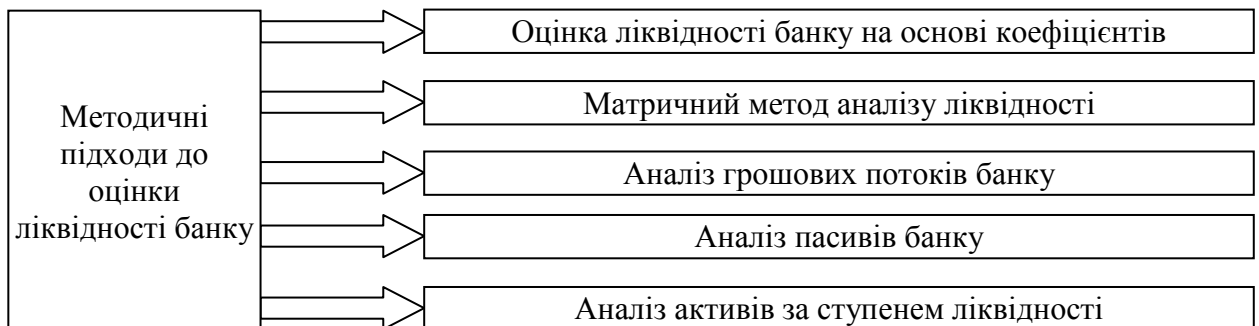 Методичні
підходи до
оцінки
ліквідності банку
Оцінка ліквідності банку на основі коефіцієнтів
Матричний метод аналізу ліквідності
Аналіз грошових потоків банку
Аналіз пасивів банку
Аналіз активів за ступенем ліквідності